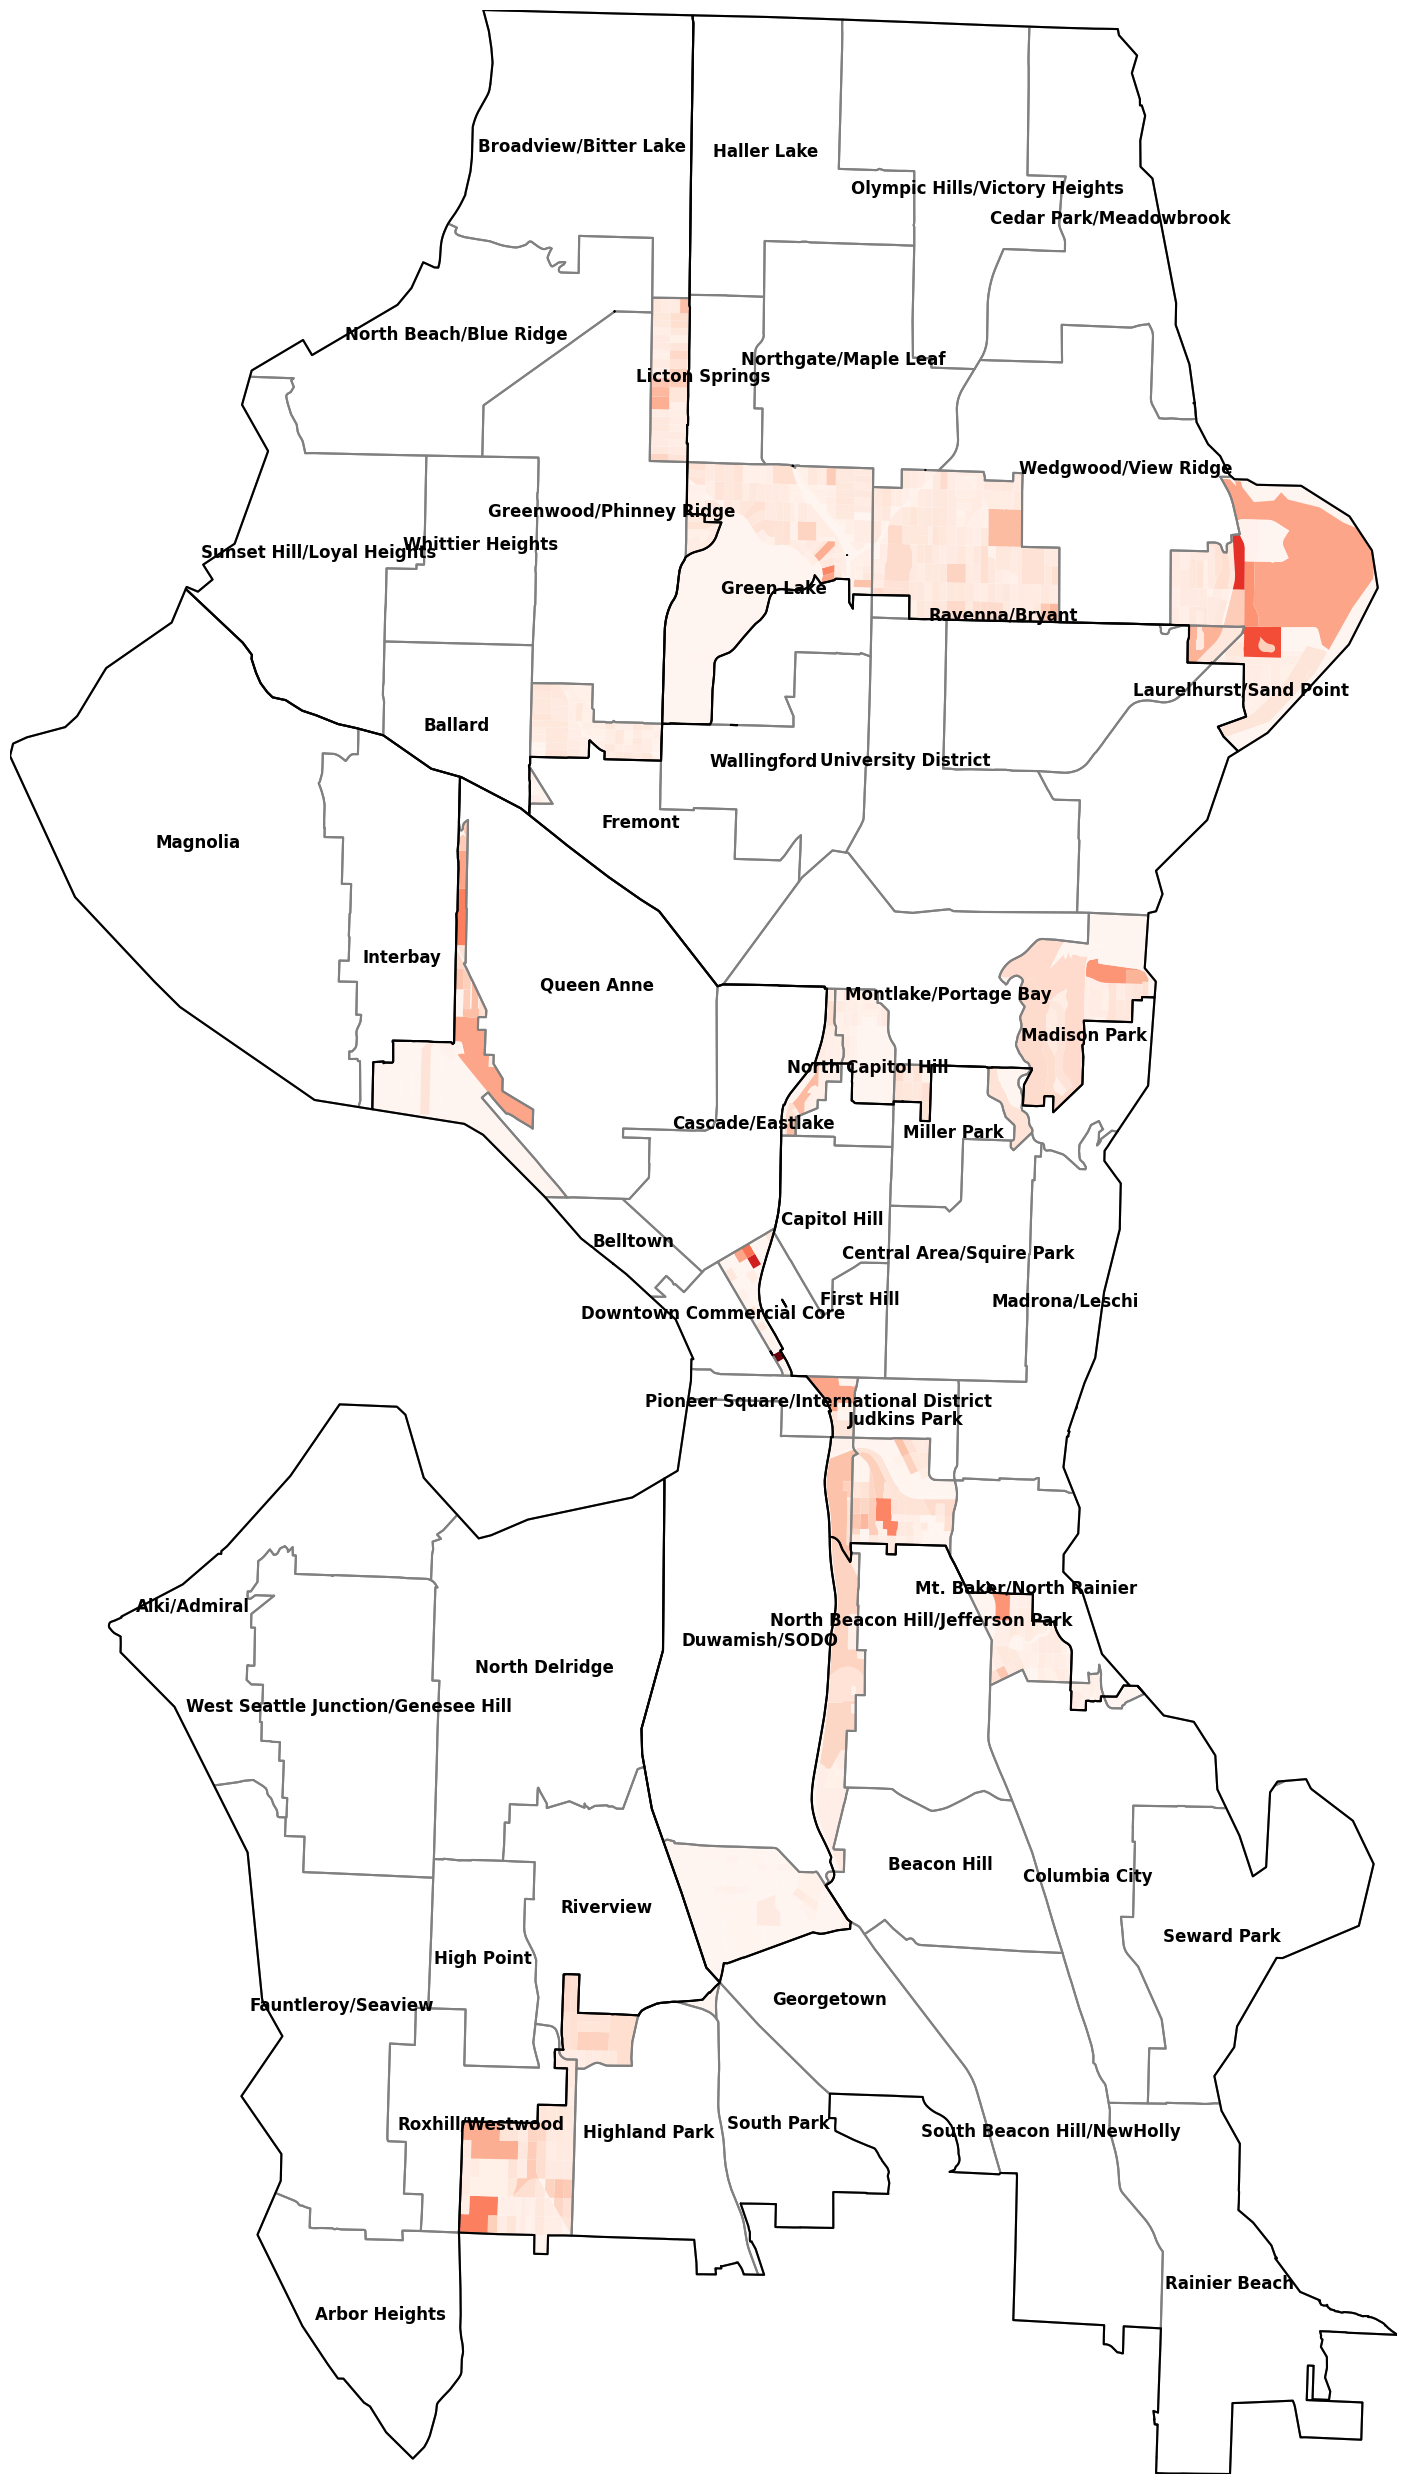 Broadview/Bitter Lake
Haller Lake
Olympic Hills/Victory Heights
Cedar Park/Meadowbrook
North Beach/Blue Ridge
Northgate/Maple Leaf
Licton Springs
Wedgwood/View Ridge
Greenwood/Phinney Ridge
Whittier Heights
Sunset Hill/Loyal Heights
Green Lake
Ravenna/Bryant
Laurelhurst/Sand Point
Ballard
Wallingford
University District
Fremont
Magnolia
Interbay
Queen Anne
Montlake/Portage Bay
Madison Park
North Capitol Hill
Cascade/Eastlake
Miller Park
Capitol Hill
Belltown
Central Area/Squire Park
First Hill
Madrona/Leschi
Downtown Commercial Core
Pioneer Square/International District
Judkins Park
Mt. Baker/North Rainier
Alki/Admiral
North Beacon Hill/Jefferson Park
Duwamish/SODO
North Delridge
West Seattle Junction/Genesee Hill
Beacon Hill
Columbia City
Riverview
Seward Park
High Point
Georgetown
Fauntleroy/Seaview
Roxhill/Westwood
South Park
Highland Park
South Beacon Hill/NewHolly
Rainier Beach
Arbor Heights